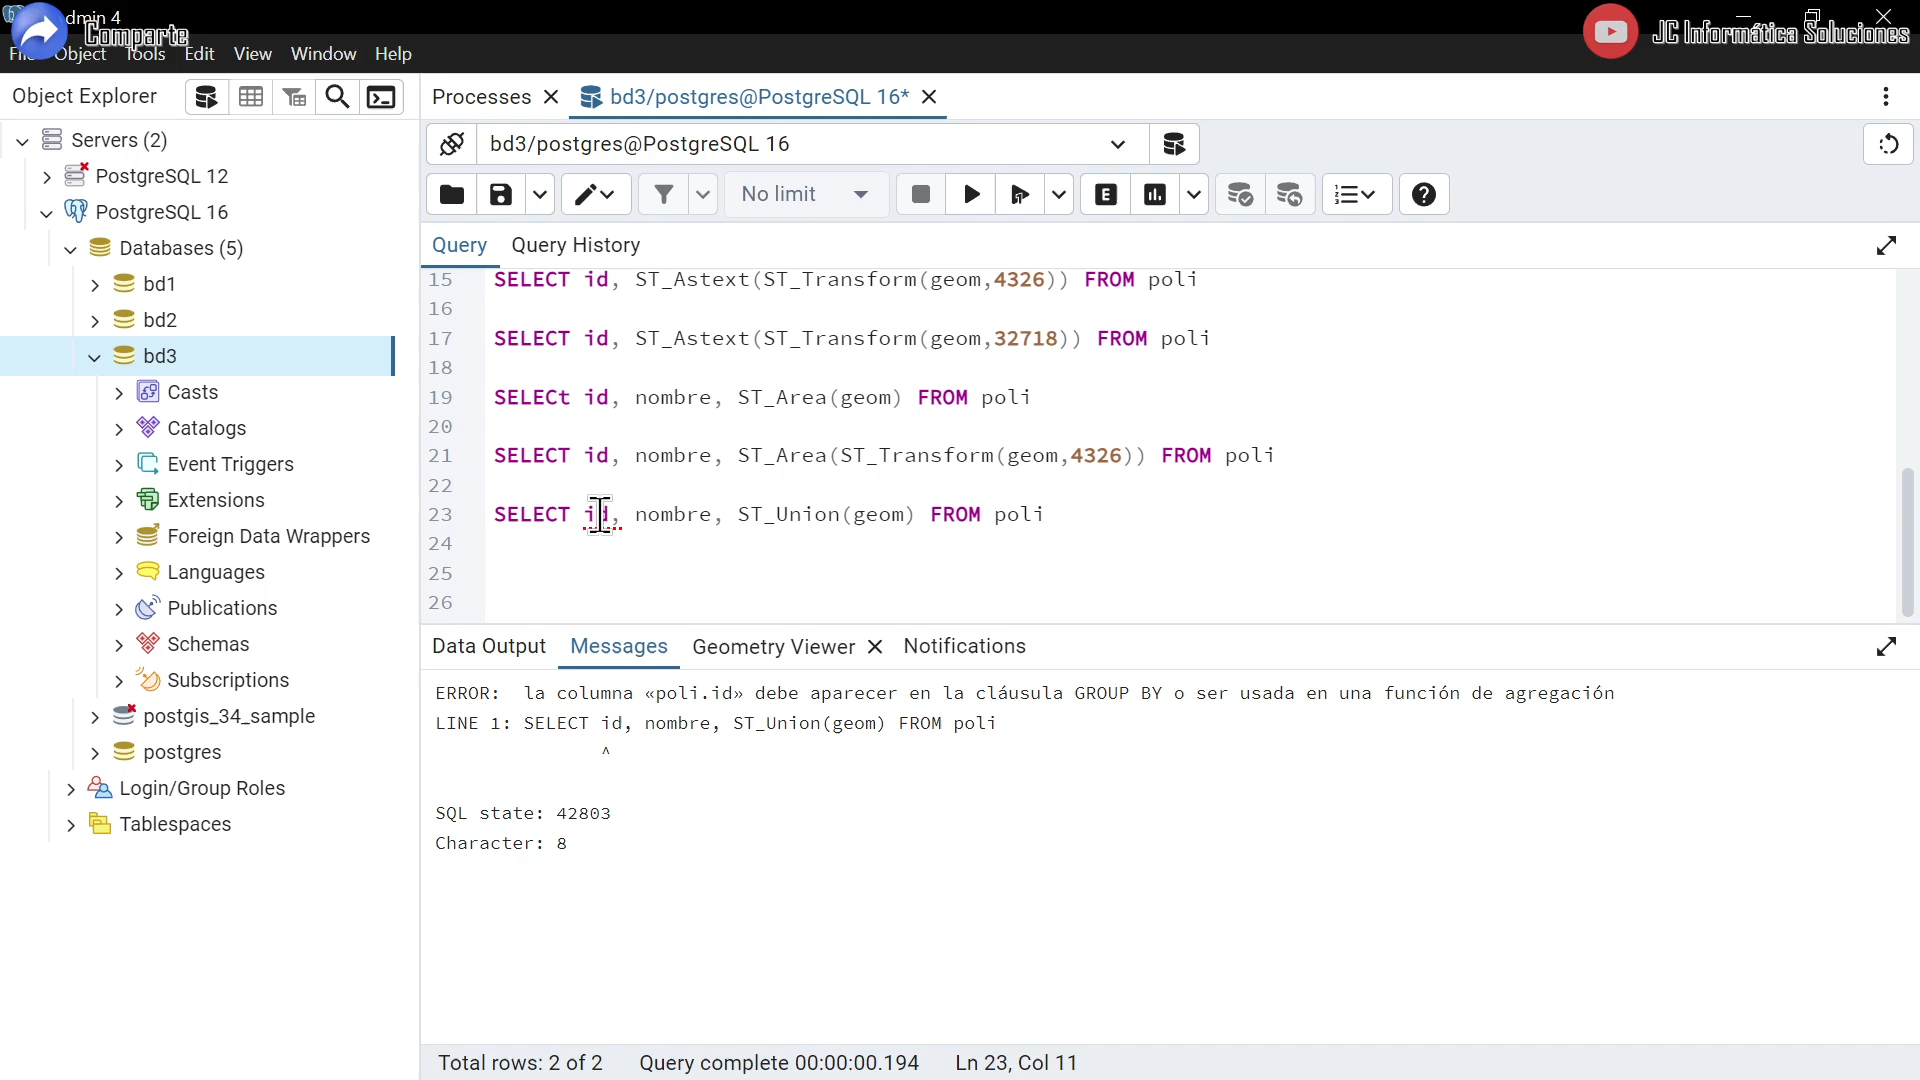 dmin 4
Comparte
JC Informática Soluciones
Object Tools Edit View Window Help
Object Explorer
Processes
bd3/postgres@PostgreSQL 16*
Servers (2)
PostgreSQL 12
PostgreSQL 16
Databases (5)
bd1
bd2
bd3
Casts
Catalogs
Event Triggers
Extensions
Foreign Data Wrappers
Languages
Publications
Schemas
Subscriptions
postgis_34_sample
postgres
Login/Group Roles
Tablespaces
bd3/postgres@PostgreSQL 16
No limit
E
Query Query History
15 SELECT id, ST_Astext(ST_Transform(geom,4326)) FROM poli
16
17 SELECT id, ST_Astext(ST_Transform(geom,32718)) FROM poli
18
19 SELECt id, nombre, ST_Area(geom) FROM poli
20
21 SELECT id, nombre, ST_Area(ST_Transform(geom,4326)) FROM poli
22
23 SELECT id, nombre, ST_Union(geom) FROM poli
24
25
26
Data Output Messages Geometry Viewer Notifications
ERROR: la columna «poli.id» debe aparecer en la cláusula GROUP BY o ser usada en una función de agregación
LINE 1: SELECT id, nombre, ST_Union(geom) FROM poli
^
SQL state: 42803
Character: 8
Total rows: 2 of 2 Query complete 00:00:00.194 Ln 23, Col 11